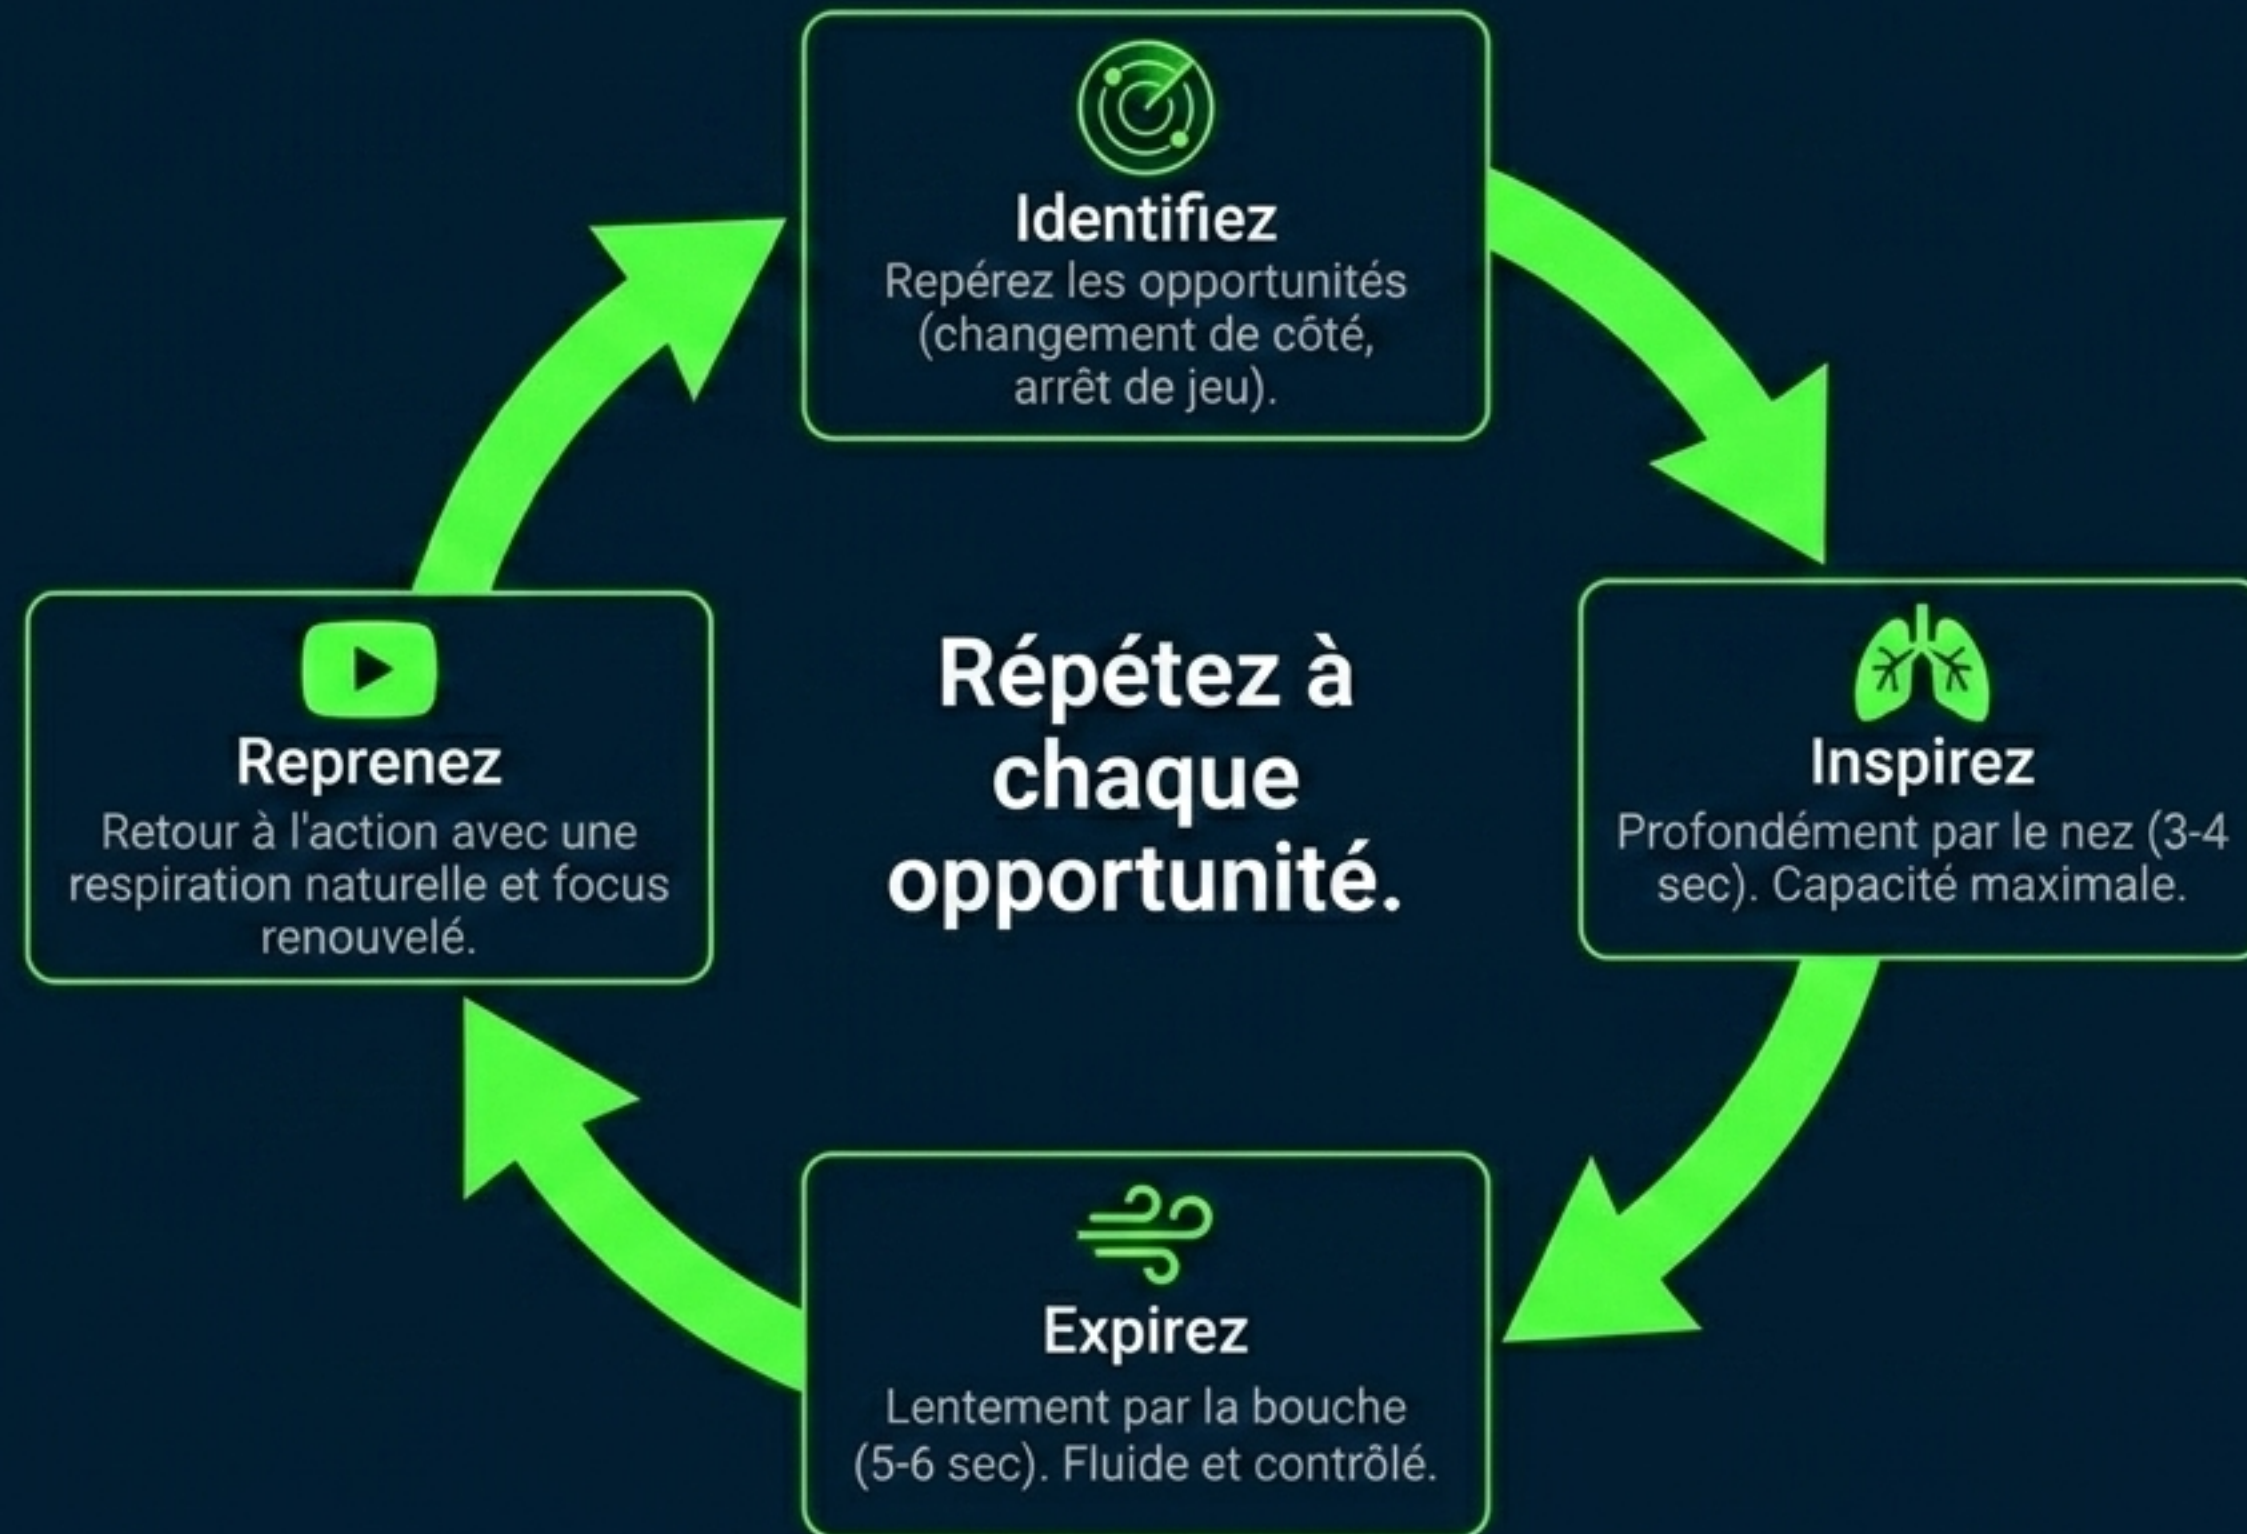 Identifiez
Repérez les opportunités
(changement de côté,
arrêt de jeu).
Inspirez
Profondément par le nez (3-4
sec). Capacité maximale.
Expirez
Lentement par la bouche
(5-6 sec). Fluide et contrôlé.
Reprenez
Retour à l'action avec une
respiration naturelle et focus
renouvelé.
Répétez à
chaque
opportunité.